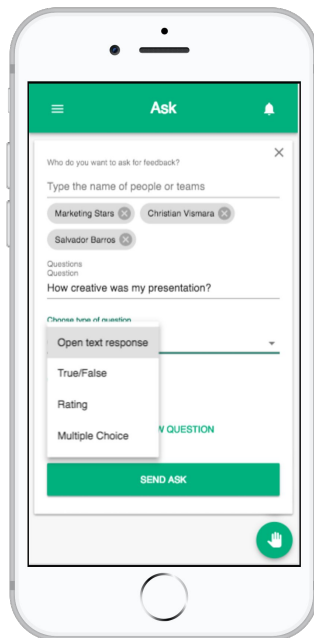 Ask
Who do you want to ask for feedback?
Type the name of people or teams
Marketing Stars Christian Vismara
Salvador Barros
Questions
Question
How creative was my presentation?
Choose type of question
Open text response
True/False
Rating
Multiple Choice
QUESTION
SEND ASK